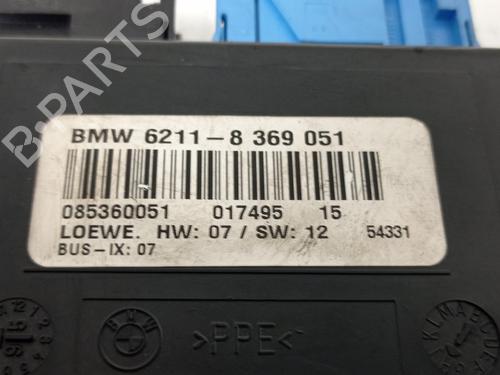 B-PARTS
BMW 6211-8 369 051
085360051 017495 15
LOEWE. HW: 07 / SW: 12 54331
BUS-IX: 07
BMW
>PPE<